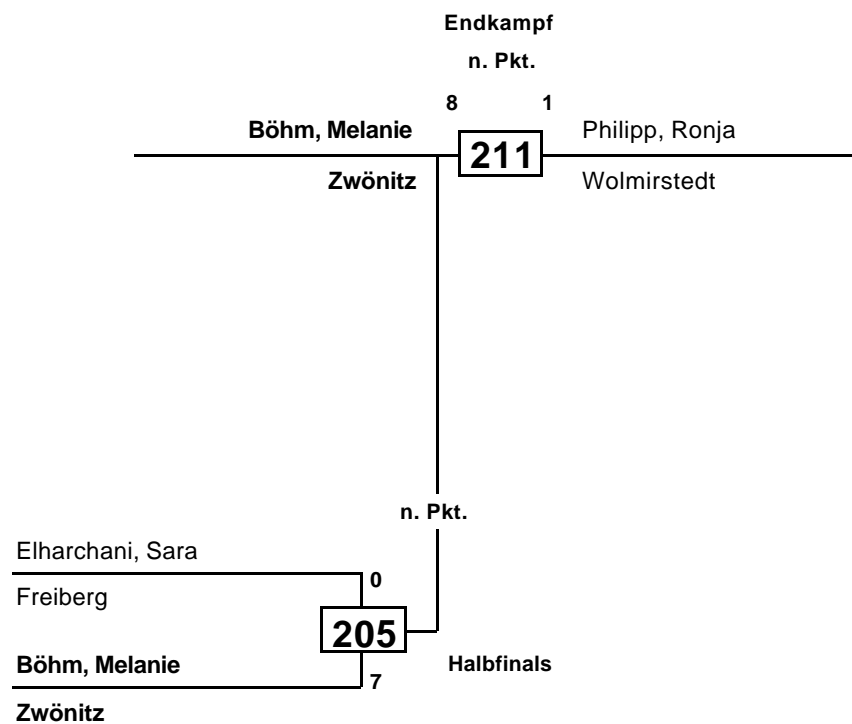 Endkampf
n. Pkt.
8 1
Böhm, Melanie 211 Philipp, Ronja
Zwönitz Wolmirstedt
n. Pkt.
Elharchani, Sara
0
Freiberg
205
Böhm, Melanie Halbfinals
7
Zwönitz